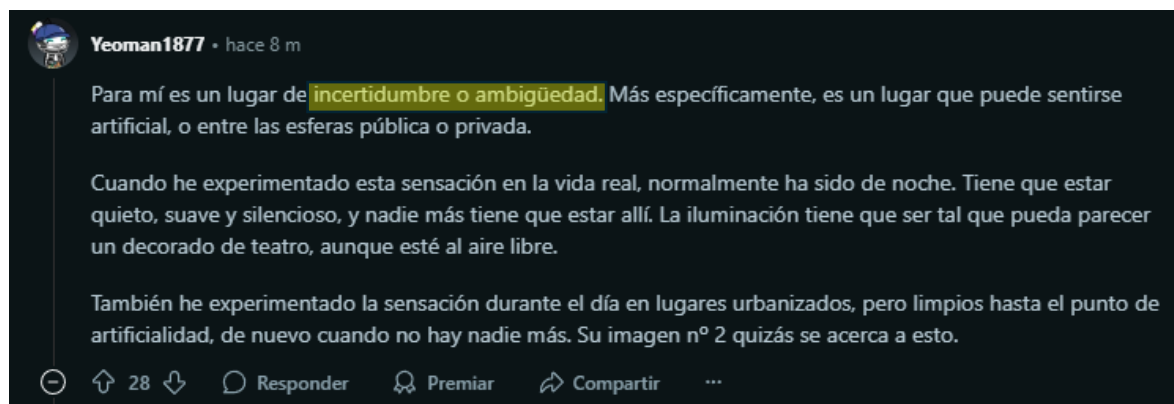 Yeoman1877 • hace 8 m
Para mí es un lugar de incertidumbre o ambigüedad. Más específicamente, es un lugar que puede sentirse
artificial, o entre las esferas pública o privada.
Cuando he experimentado esta sensación en la vida real, normalmente ha sido de noche. Tiene que estar
quieto, suave y silencioso, y nadie más tiene que estar allí. La iluminación tiene que ser tal que pueda parecer
un decorado de teatro, aunque esté al aire libre.
También he experimentado la sensación durante el día en lugares urbanizados, pero limpios hasta el punto de
artificialidad, de nuevo cuando no hay nadie más. Su imagen nº 2 quizás se acerca a esto.
28 Responder Premiar Compartir ...